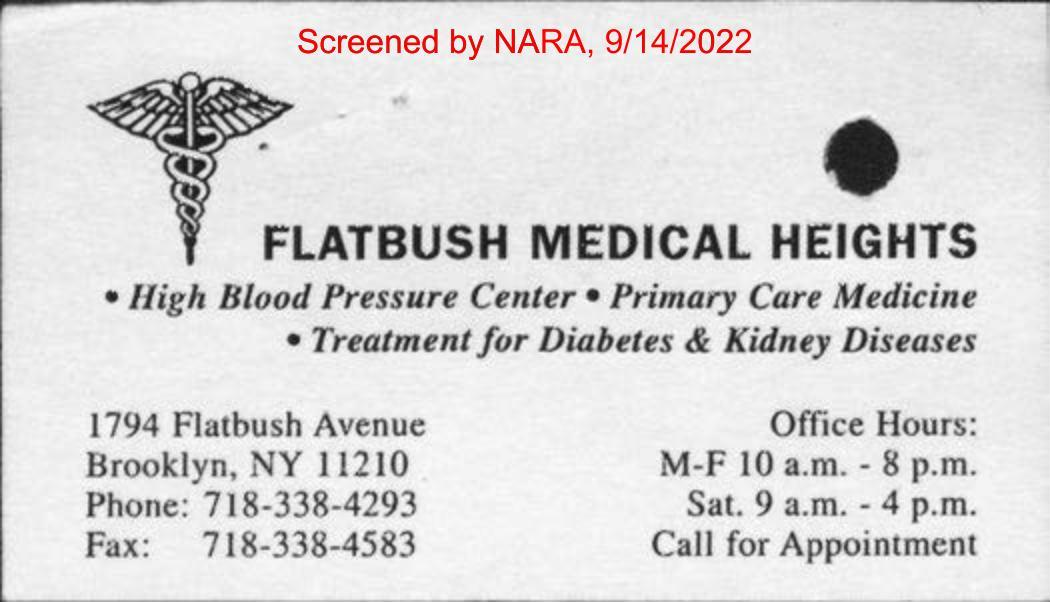 Screened by NARA, 9/14/2022
FLATBUSH MEDICAL HEIGHTS
• High Blood Pressure Center • Primary Care Medicine
• Treatment for Diabetes & Kidney Diseases
1794 Flatbush Avenue
Brooklyn, NY 11210
Phone: 718-338-4293
Fax: 718-338-4583
Office Hours:
M-F 10 a.m. - 8 p.m.
Sat. 9 a.m. - 4 p.m.
Call for Appointment